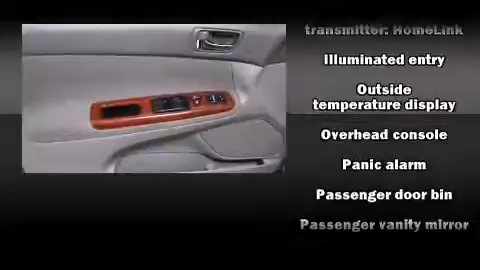 transmitter: HomeLink
Illuminated entry
Outside
temperature display
Overhead console
Panic alarm
Passenger door bin
Passenger vanity mirror